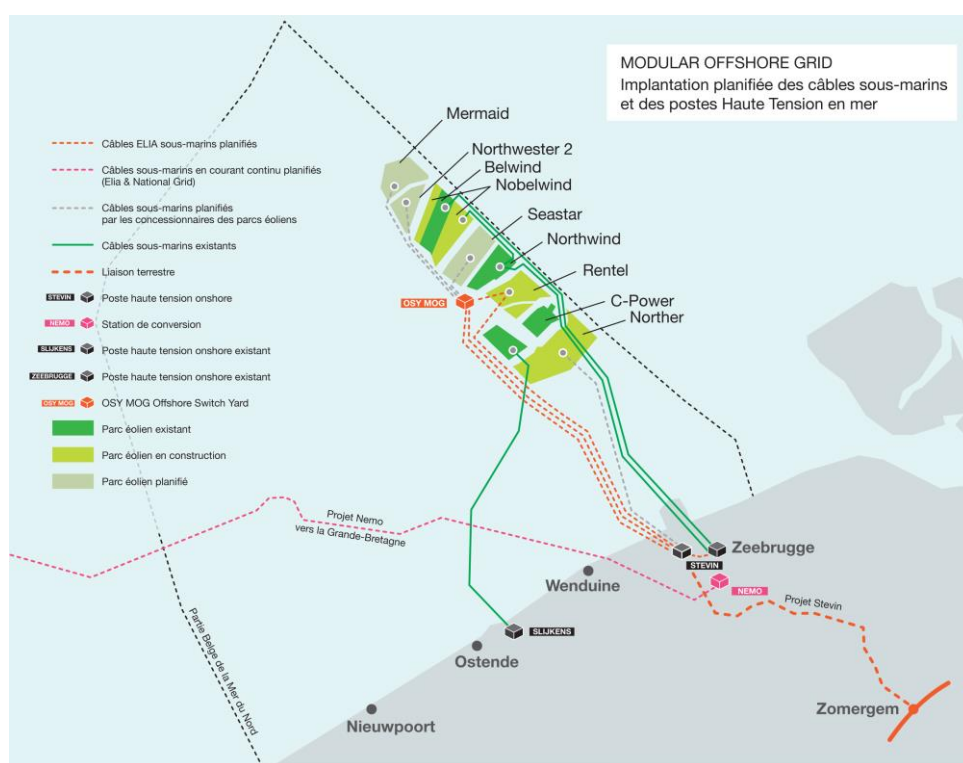 MODULAR OFFSHORE GRID
Implantation planifiée des câbles sous-marins
et des postes Haute Tension en mer
Mermaid
Northwester 2
Belwind
Nobelwind
Seastar
Northwind
Rentel
C-Power
Norther
OSY MOG
Câbles ELIA sous-marins planifiés
Câbles sous-marins en courant continu planifiés
(Elia & National Grid)
Câbles sous-marins planifiés
par les concessionnaires des parcs éoliens
Câbles sous-marins existants
Liaison terrestre
STEVIN Poste haute tension onshore
NEMO Station de conversion
SLIJKENS Poste haute tension onshore existant
ZEEBRUGGE Poste haute tension onshore existant
OSY MOG OSY MOG Offshore Switch Yard
Parc éolien existant
Parc éolien en construction
Parc éolien planifié
Projet Nemo
vers la Grande-Bretagne
Partie Belge de la Mer du Nord
Zeebrugge
STEVIN
NEMO
Wenduine
Projet Stevin
SLIJKENS
Ostende
Nieuwpoort
Zomergem